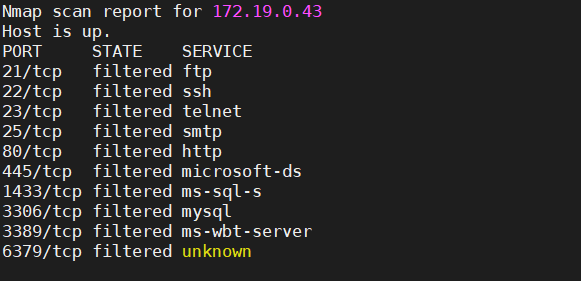 Nmap scan report for 172.19.0.43
Host is up.
PORT     STATE    SERVICE
21/tcp   filtered ftp
22/tcp   filtered ssh
23/tcp   filtered telnet
25/tcp   filtered smtp
80/tcp   filtered http
445/tcp  filtered microsoft-ds
1433/tcp filtered ms-sql-s
3306/tcp filtered mysql
3389/tcp filtered ms-wbt-server
6379/tcp filtered unknown